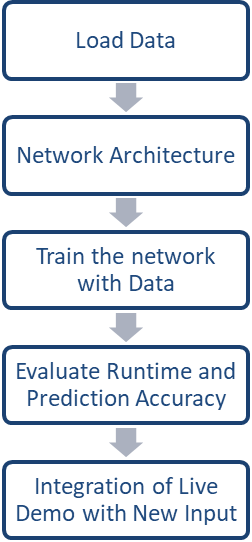 Load Data
Network Architecture
Train the network
with Data
Evaluate Runtime and
Prediction Accuracy
Integration of Live
Demo with New Input